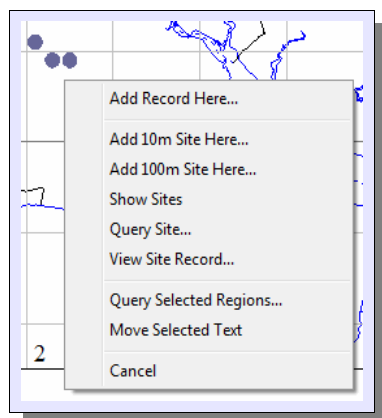 Add Record Here...
Add 10m Site Here...
Add 100m Site Here...
Show Sites
Query Site...
View Site Record...
Query Selected Regions...
Move Selected Text
2
Cancel